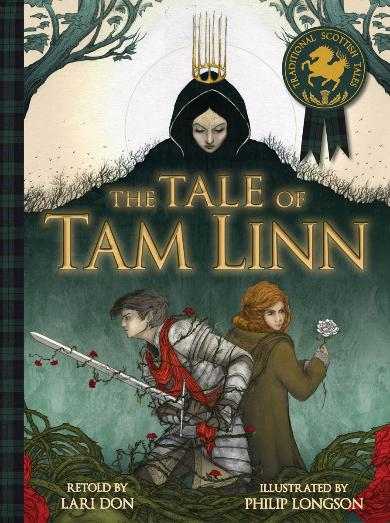 TRADITIONAL SCOTTISH TALES
THE TALE OF
TAM LINN
RETOLD BY
LARI DON
ILLUSTRATED BY
PHILIP LONGSON